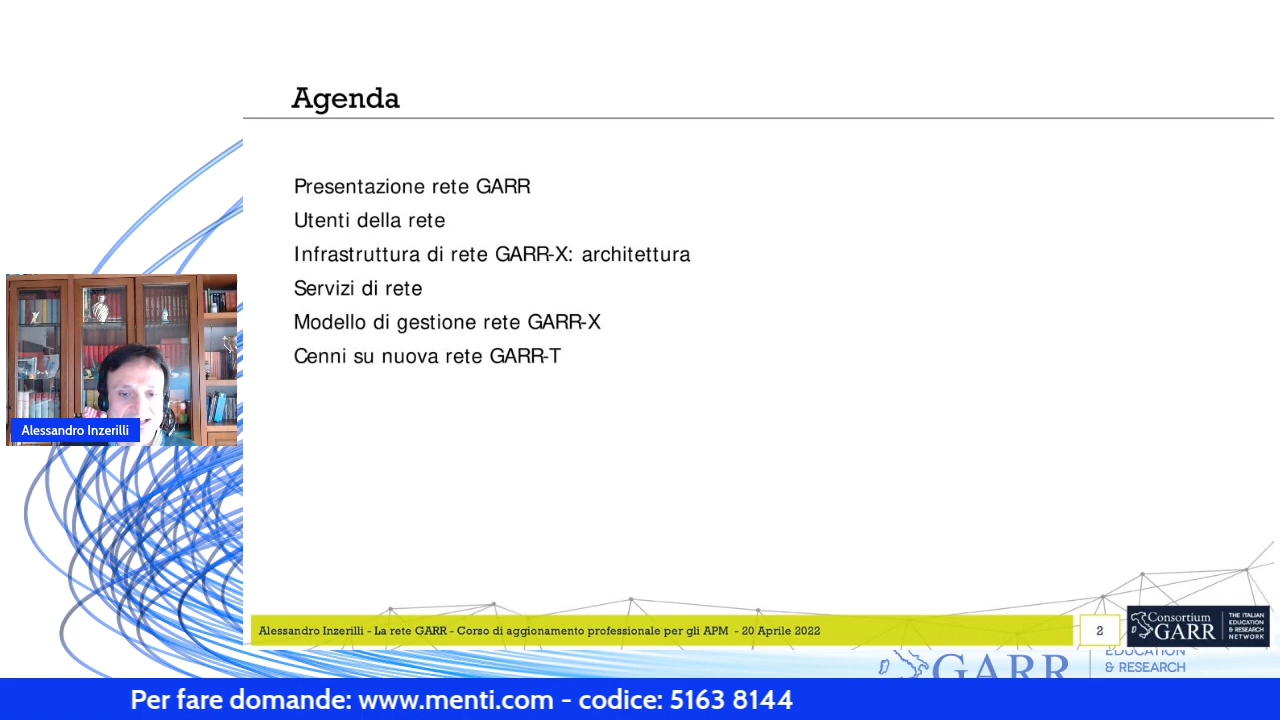 Agenda
Presentazione rete GARR
Utenti della rete
Infrastruttura di rete GARR-X: architettura
Servizi di rete
Modello di gestione rete GARR-X
Cenni su nuova rete GARR-T
Alessandro Inzerilli
Alessandro Inzerilli - La rete GARR - Corso di aggionamento professionale per gli APM - 20 Aprile 2022
2
Consortium
GARR
THE ITALIAN
EDUCATION
& RESEARCH
NETWORK
GARR
EDUCATION
& RESEARCH
Per fare domande: www.menti.com - codice: 5163 8144